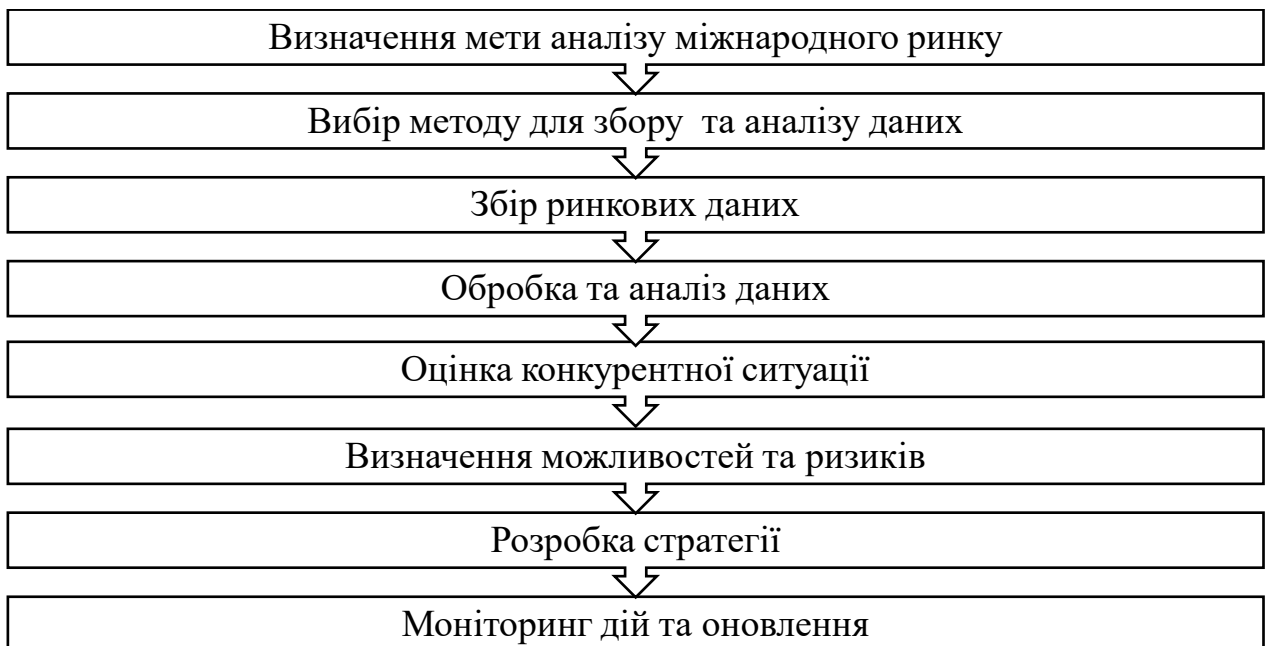 Визначення мети аналізу міжнародного ринку
Вибір методу для збору та аналізу даних
Збір ринкових даних
Обробка та аналіз даних
Оцінка конкурентної ситуації
Визначення можливостей та ризиків
Розробка стратегії
Моніторинг дій та оновлення